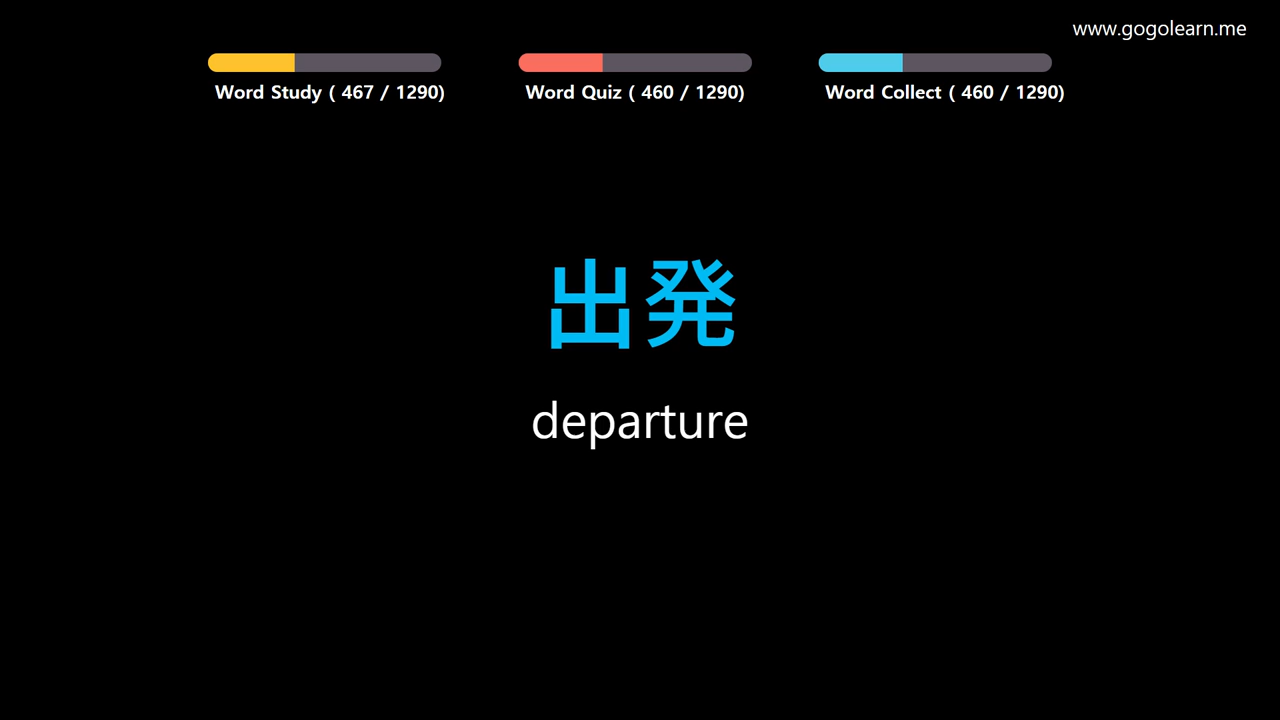 www.gogolearn.me
Word Study ( 467 / 1290)
Word Quiz ( 460 / 1290)
Word Collect ( 460 / 1290)
出発
departure